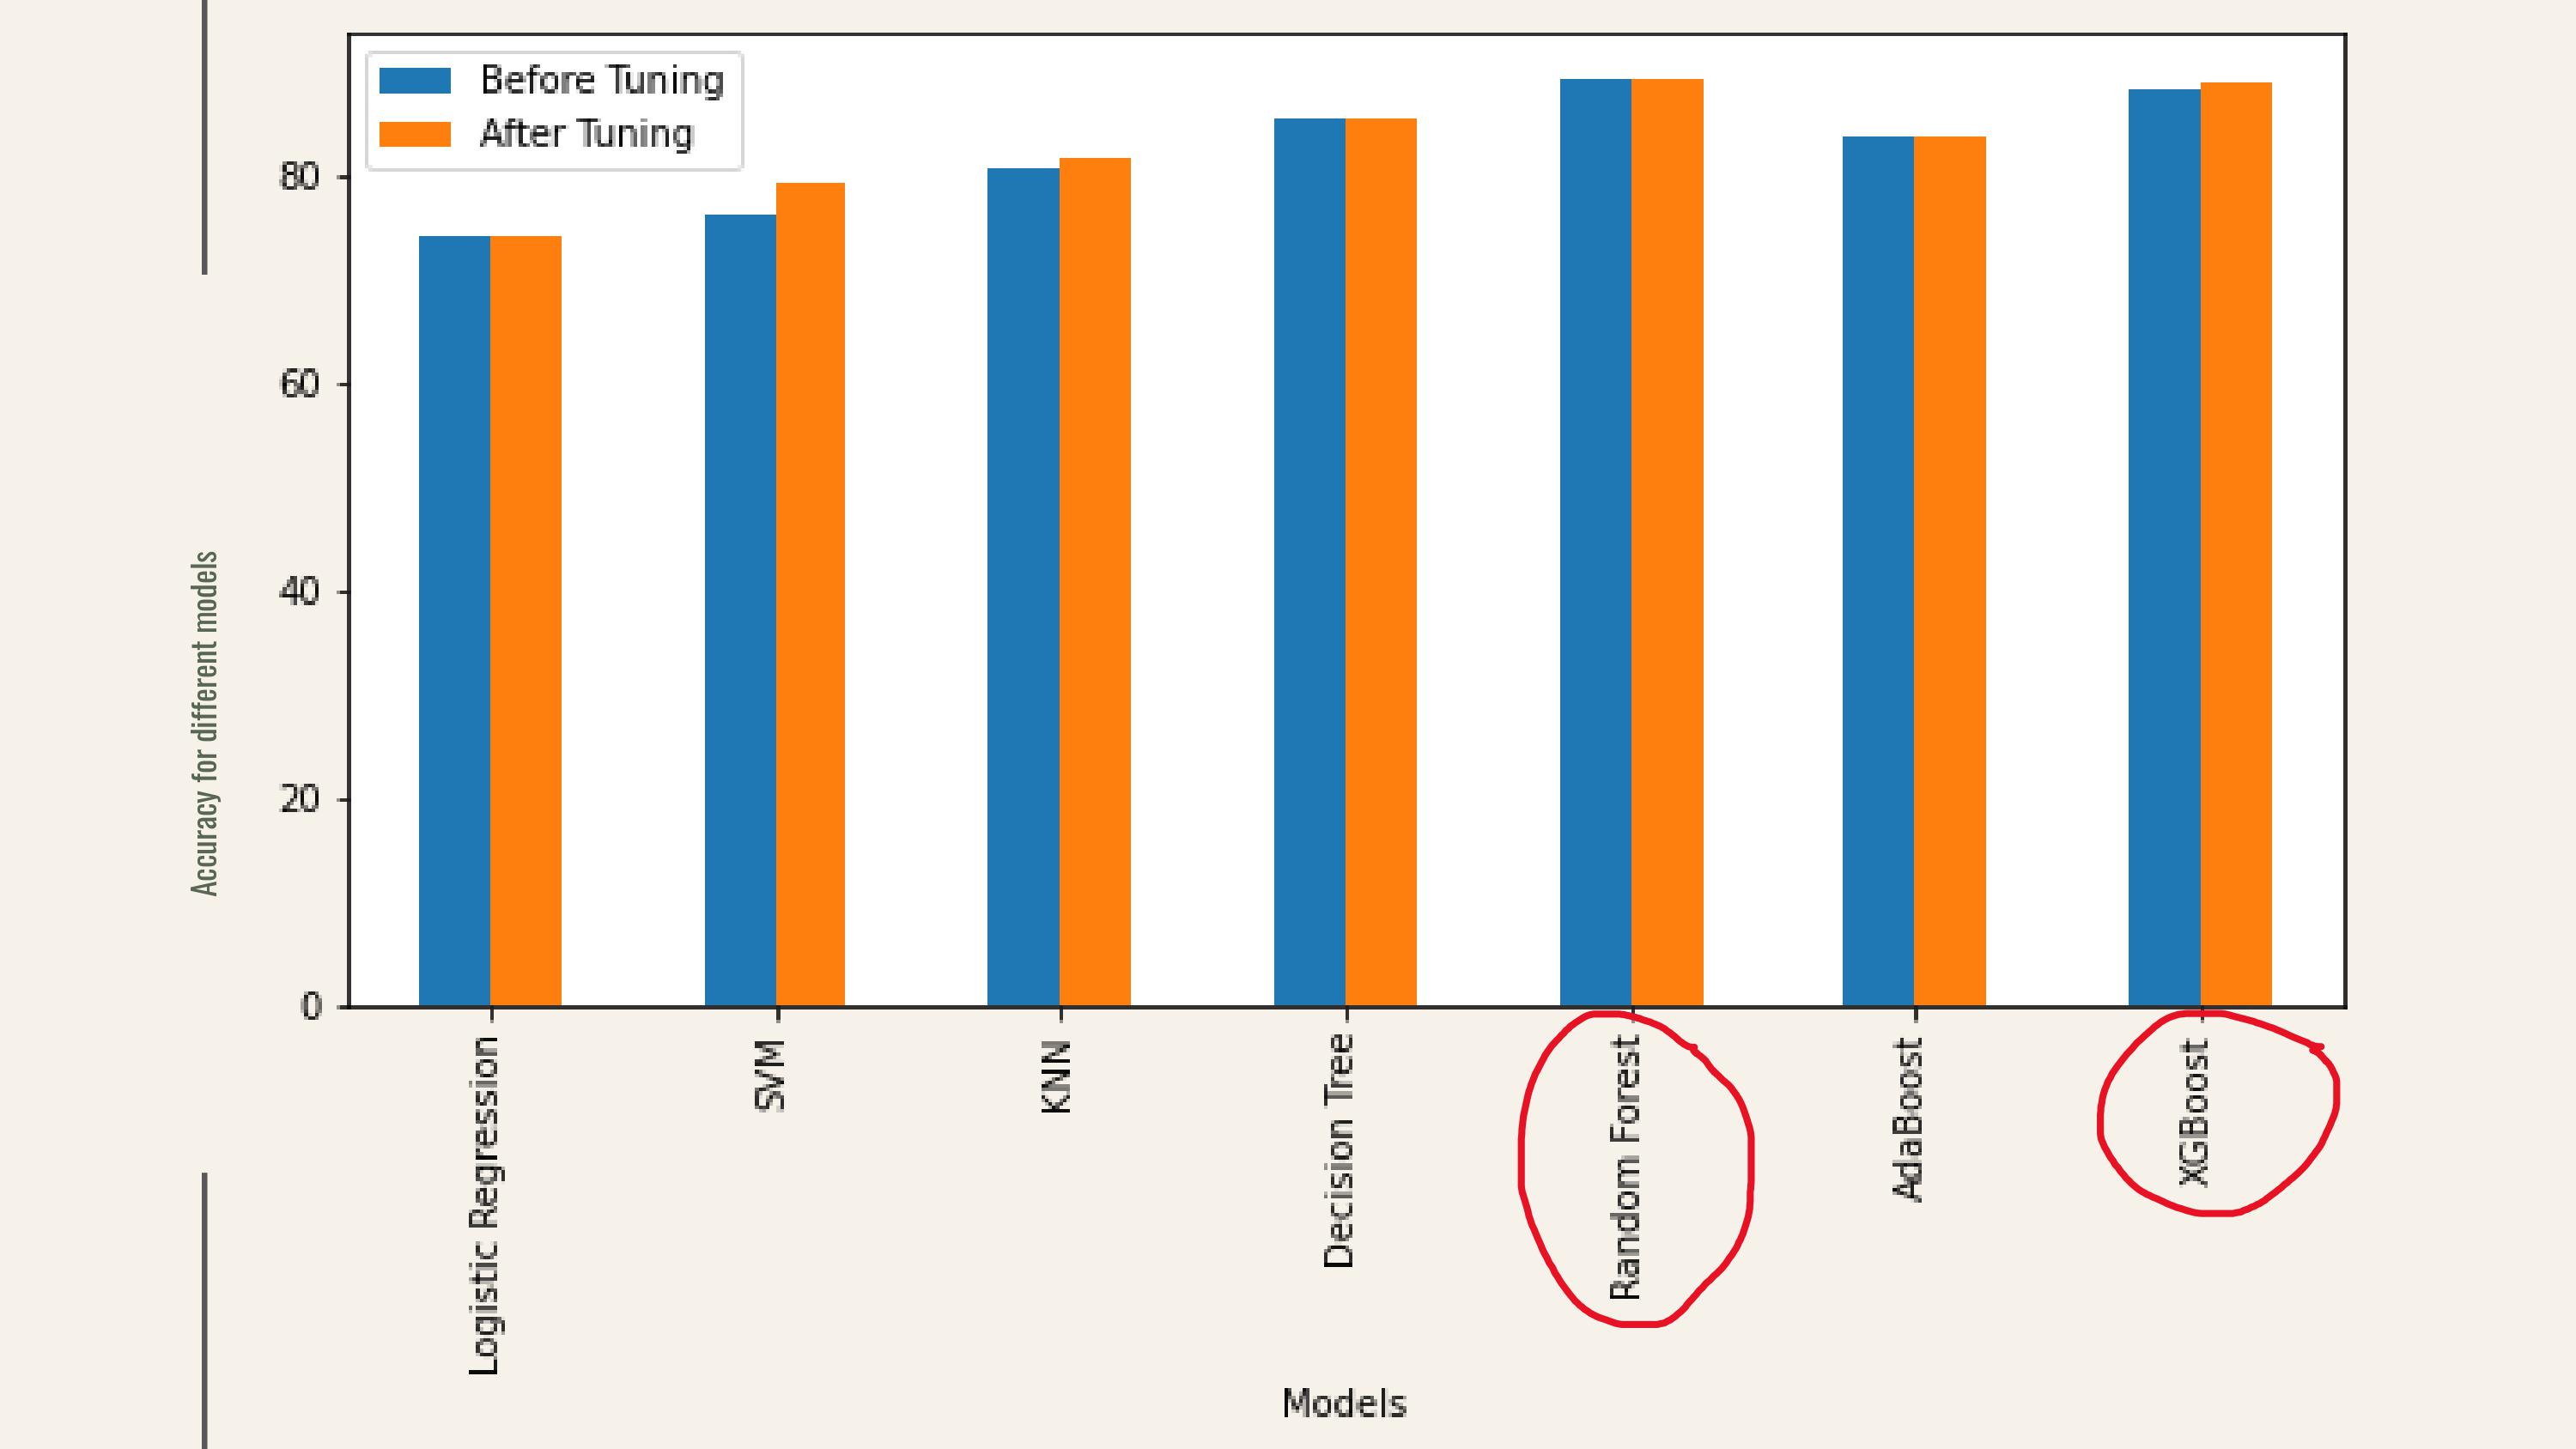 Before Tuning
After Tuning
80
60
40
20
0
Accuracy for different models
Logistic Regression
SVM
KNN
Decision Tree
Random Forest
AdaBoost
XGBoost
Models